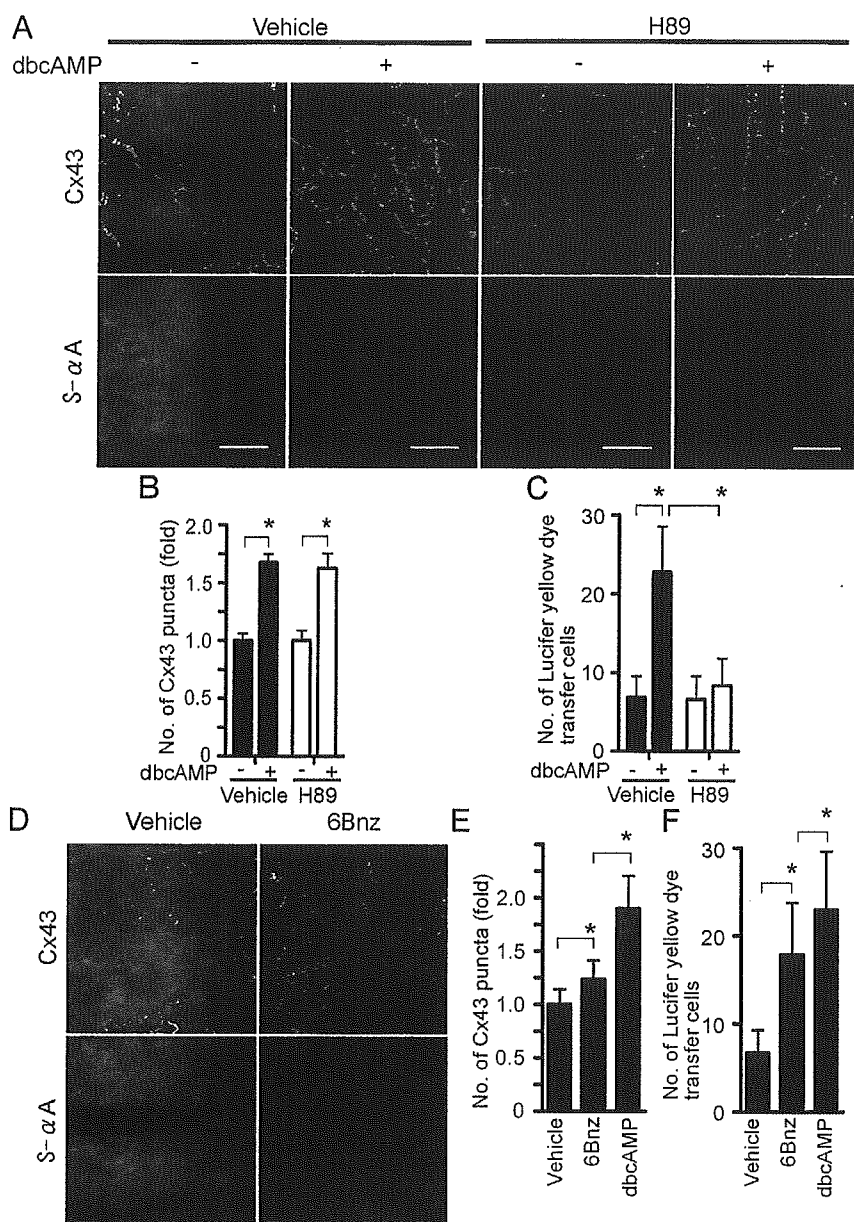 A
Vehicle H89
dbcAMP - + - +
Cx43
S-αA
B
No. of Cx43 puncta (fold)
2.0
1.5
1.0
0.5
0
dbcAMP - + - +
Vehicle H89
* *
C
No. of Lucifer yellow dye
transfer cells
30
20
10
0
dbcAMP - + - +
Vehicle H89
* *
D
Vehicle 6Bnz
Cx43
S-αA
E
No. of Cx43 puncta (fold)
2.0
1.5
1.0
0.5
0
* *
Vehicle
6Bnz
dbcAMP
F
No. of Lucifer yellow dye
transfer cells
30
20
10
0
* *
Vehicle
6Bnz
dbcAMP